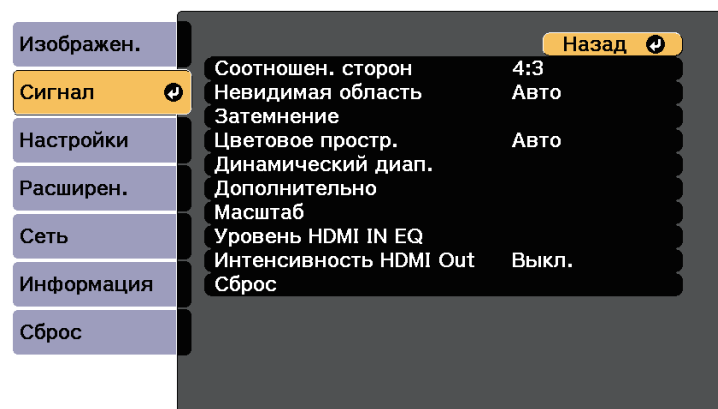 Изображен.
Сигнал
Настройки
Расширен.
Сеть
Информация
Сброс
Назад
Соотношен. сторон 4:3
Невидимая область Авто
Затемнение
Цветовое простр. Авто
Динамический диап.
Дополнительно
Масштаб
Уровень HDMI IN EQ
Интенсивность HDMI Out Выкл.
Сброс